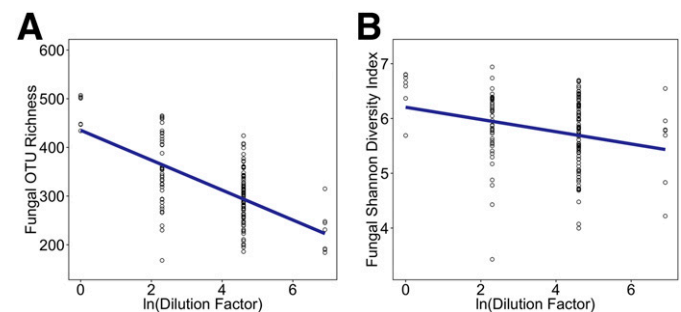 A
B
600
500
400
300
200
Fungal OTU Richness
0 2 4 6
ln(Dilution Factor)
7
6
5
4
Fungal Shannon Diversity Index
0 2 4 6
ln(Dilution Factor)